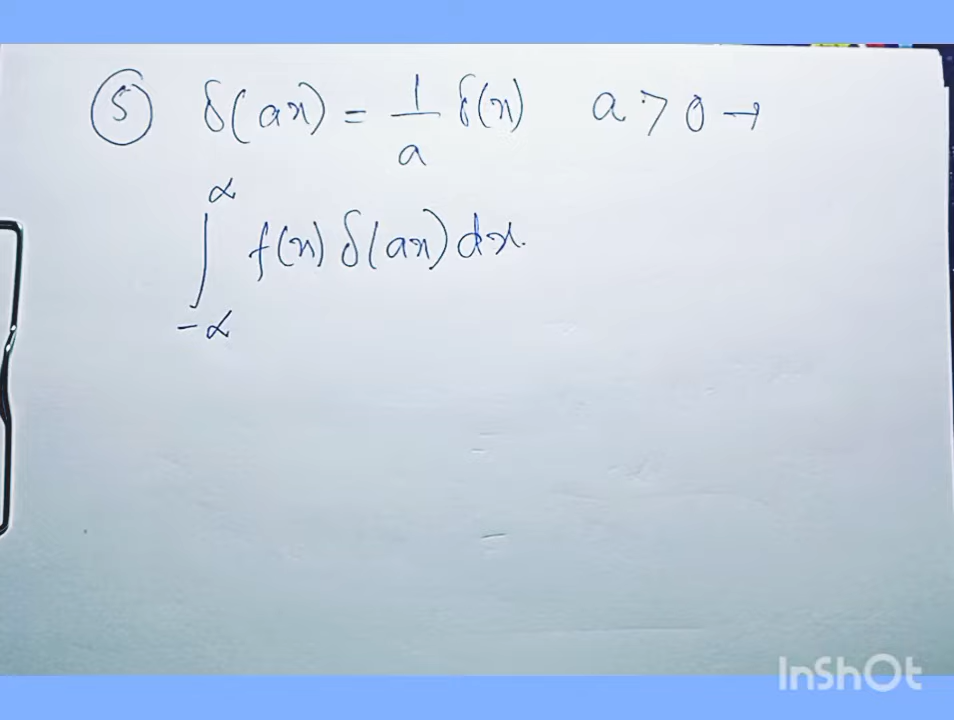 ⑤ δ(ax) = 1/a δ(x) a > 0 →
∫_{-α}^{α} f(x) δ(ax) dx.
InShOt